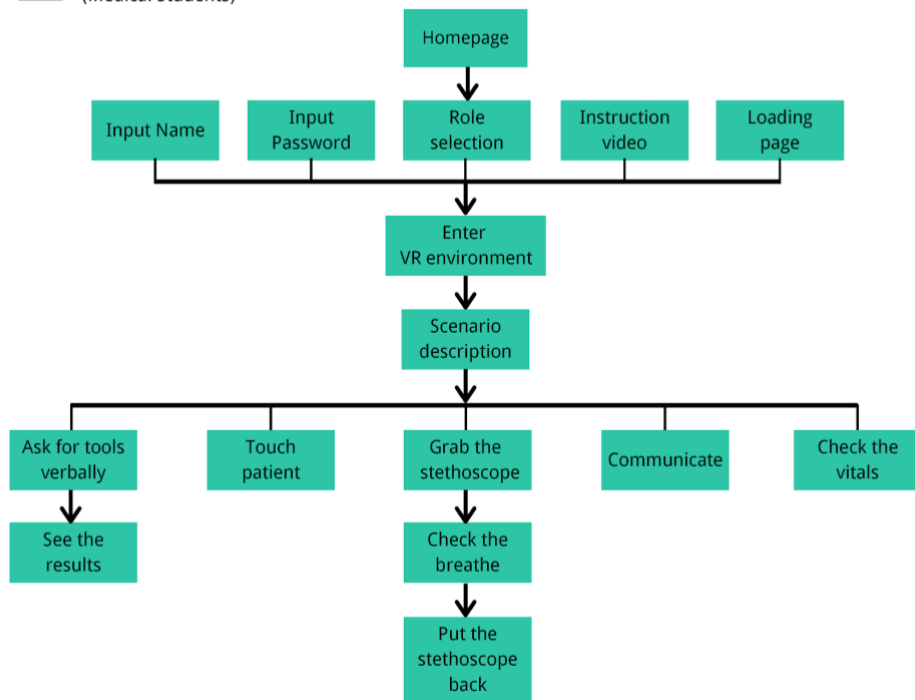 (Medical students)
Homepage
Input Name
Input
Password
Role
selection
Instruction
video
Loading
page
Enter
VR environment
Scenario
description
Ask for tools
verbally
Touch
patient
Grab the
stethoscope
Communicate
Check the
vitals
See the
results
Check the
breathe
Put the
stethoscope
back